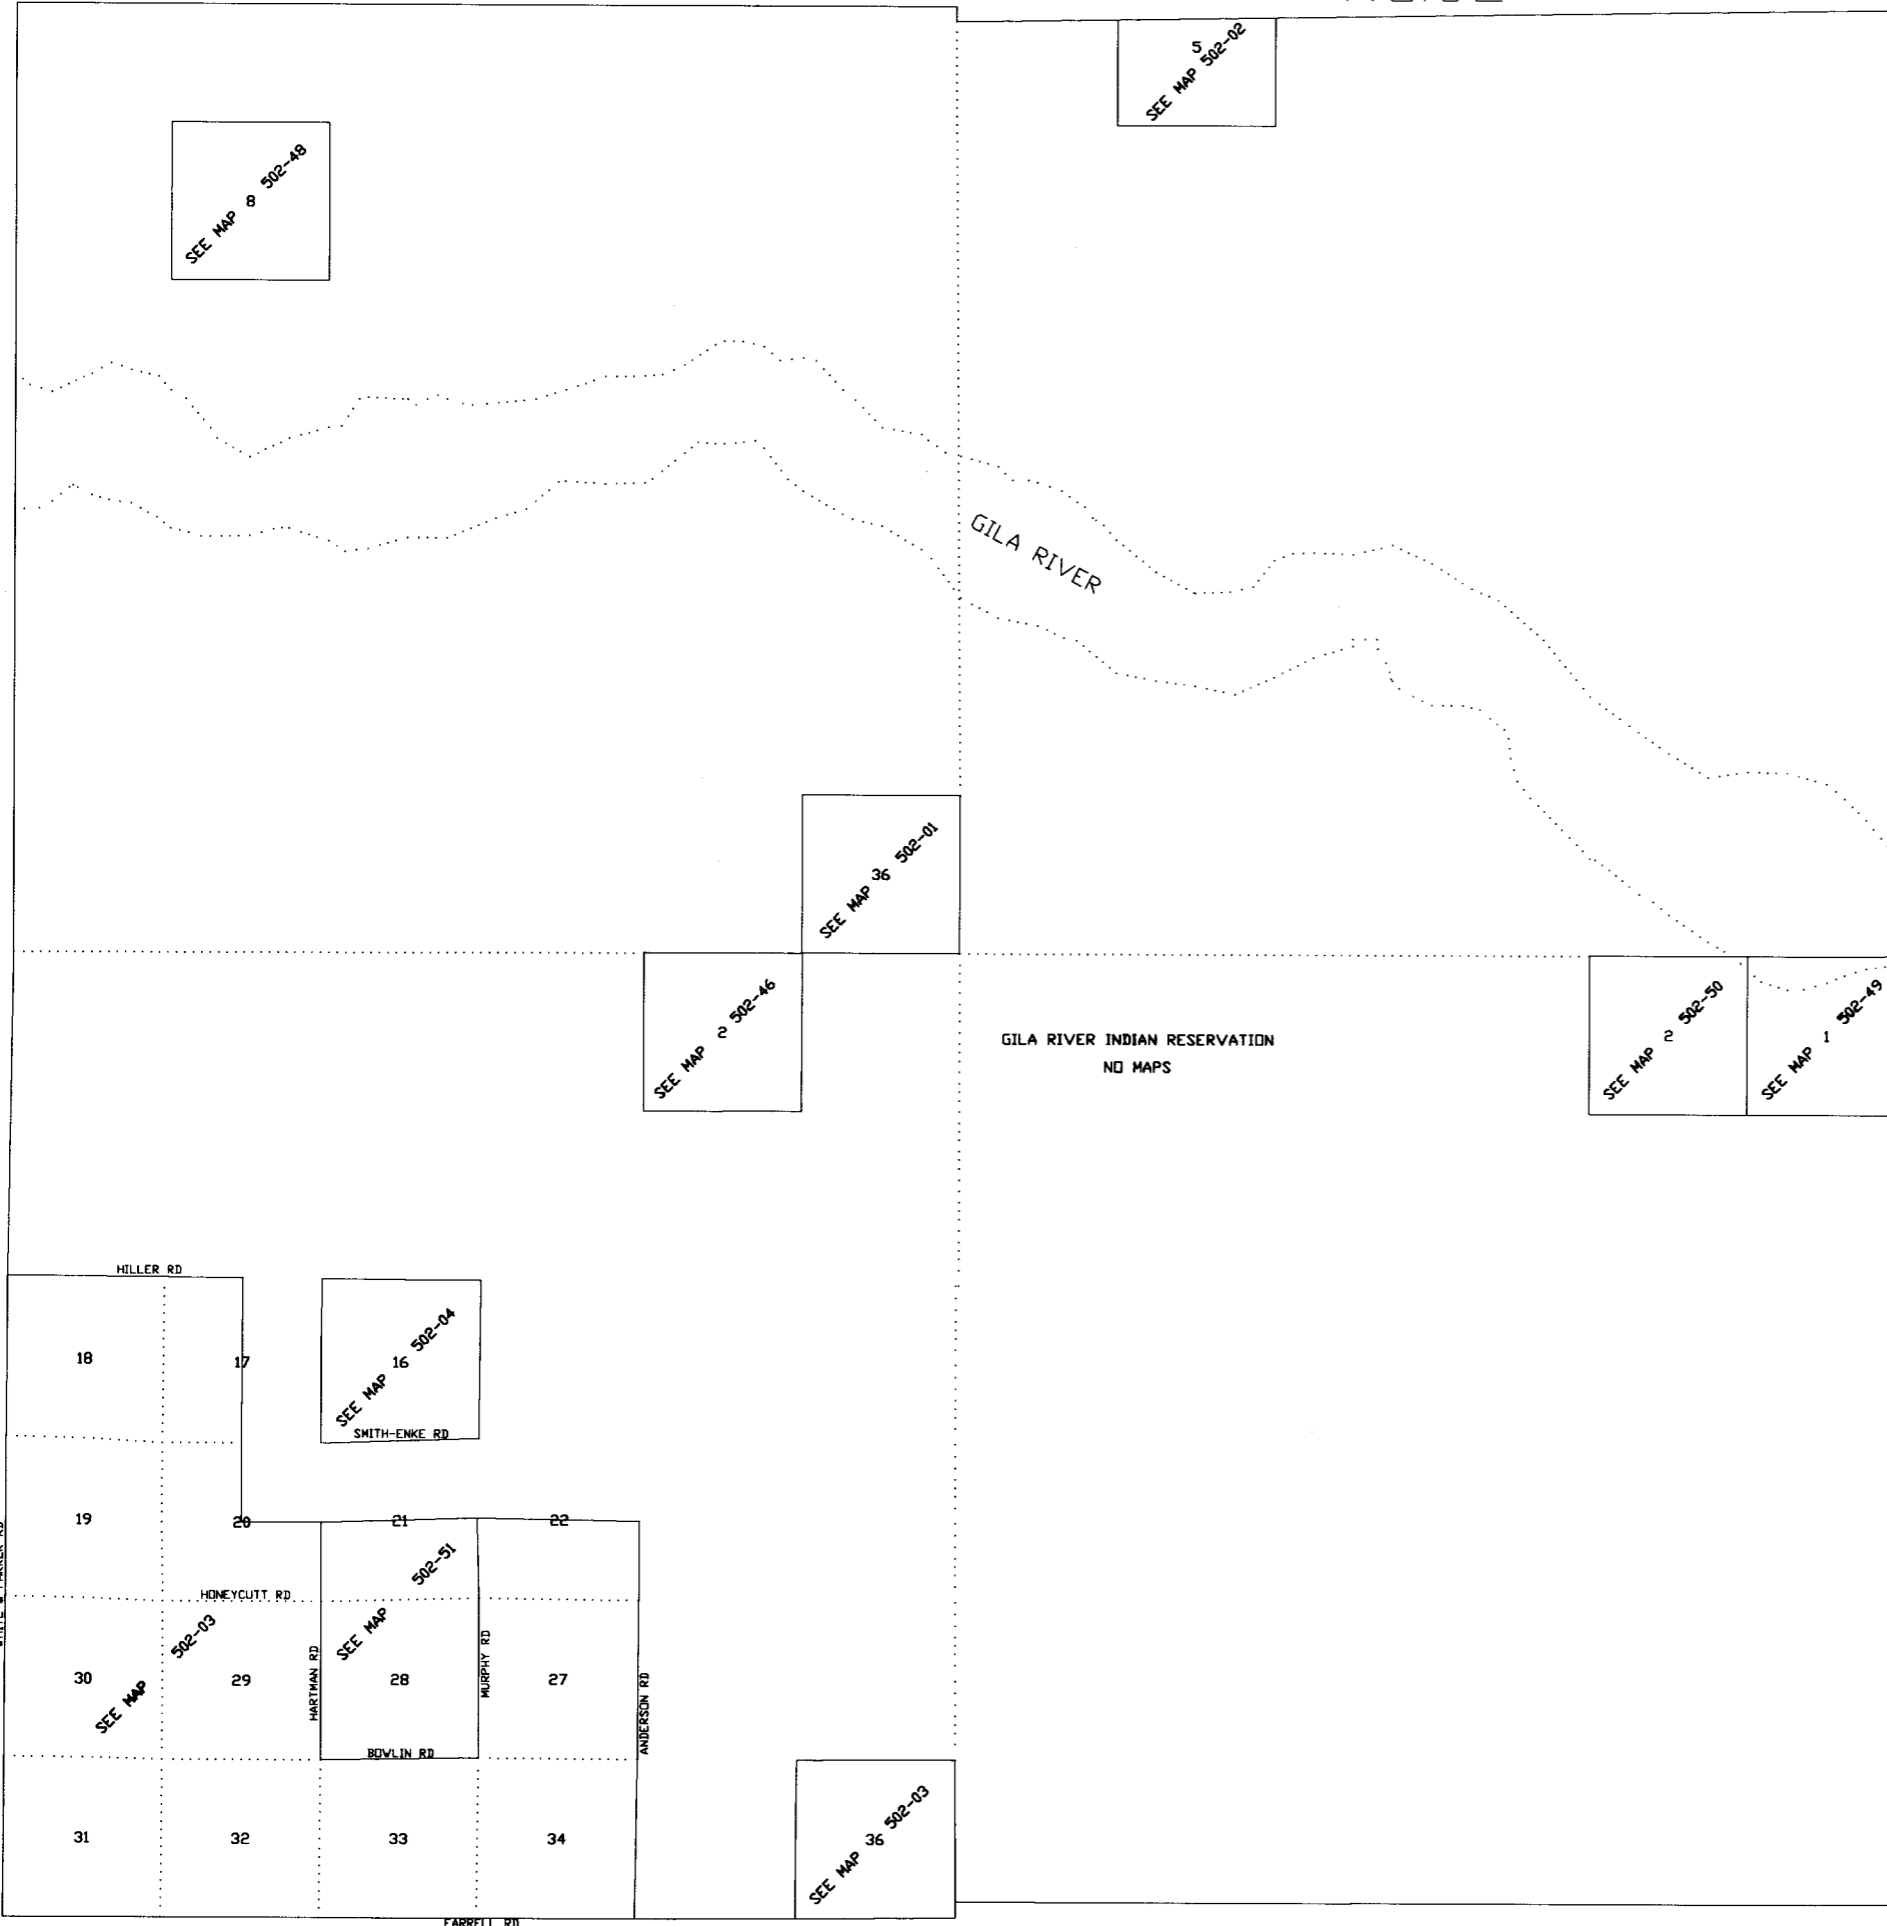 5
SEE MAP 502-02
SEE MAP 8 502-48
GILA RIVER
SEE MAP 36 502-01
SEE MAP 2 502-46
GILA RIVER INDIAN RESERVATION
NO MAPS
SEE MAP 2 502-50
SEE MAP 1 502-49
HILLER RD
18
17
SEE MAP 16 502-04
SMITH-ENKE RD
19
20
21
22
502-51
SEE MAP
HONEYCUTT RD
502-03
SEE MAP
30
29
HARTMAN RD
28
MURPHY RD
27
ANDERSON RD
BOWLIN RD
31
32
33
34
SEE MAP 36 502-03
FARRELL RD